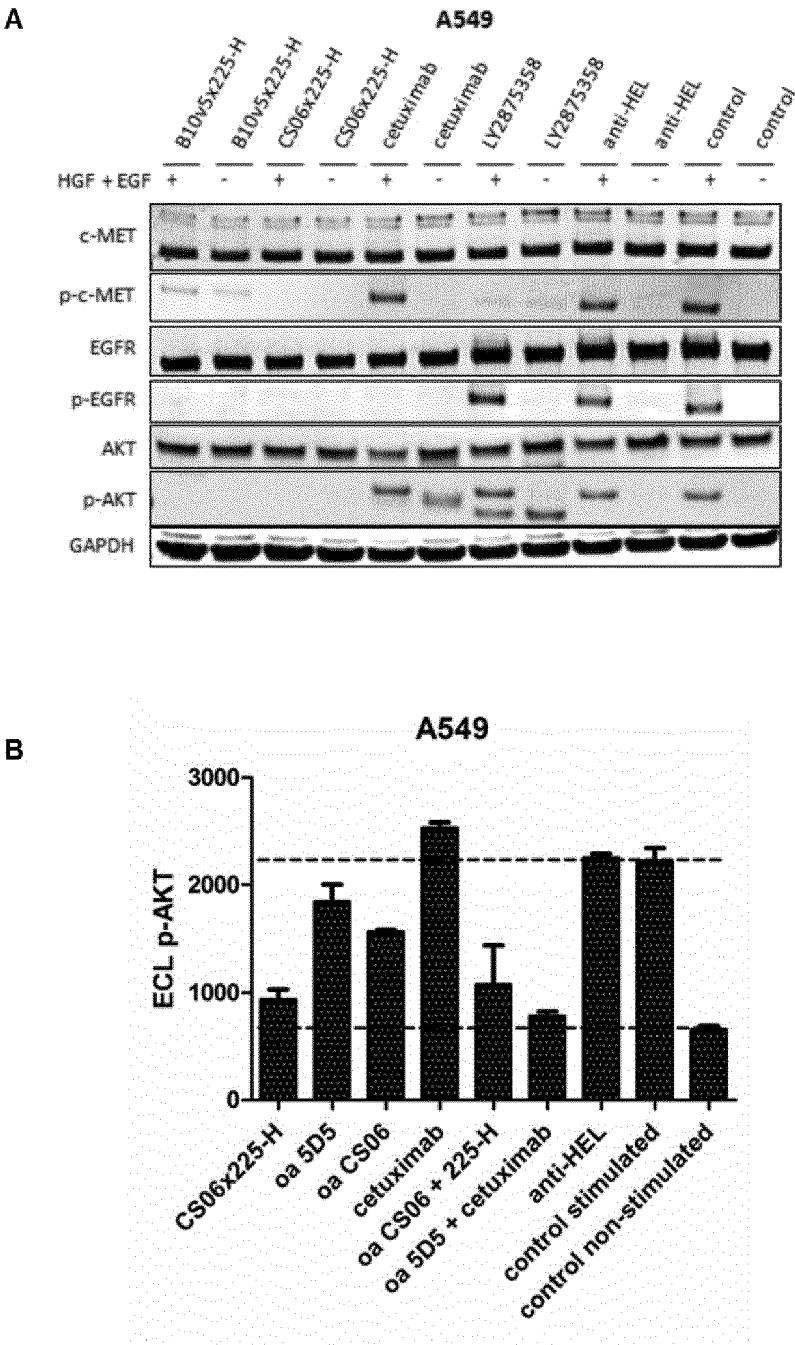 A
A549
B10v5x225-H B10v5x225-H CS06x225-H CS06x225-H cetuximab cetuximab LY2875358 LY2875358 anti-HEL anti-HEL control control
HGF + EGF + - + - + - + - + - + -
c-MET
p-c-MET
EGFR
p-EGFR
AKT
p-AKT
GAPDH
B
A549
ECL p-AKT
3000
2000
1000
0
CS06x225-H
oa 5D5
oa CS06
cetuximab
oa CS06 + 225-H
oa 5D5 + cetuximab
anti-HEL
control stimulated
control non-stimulated